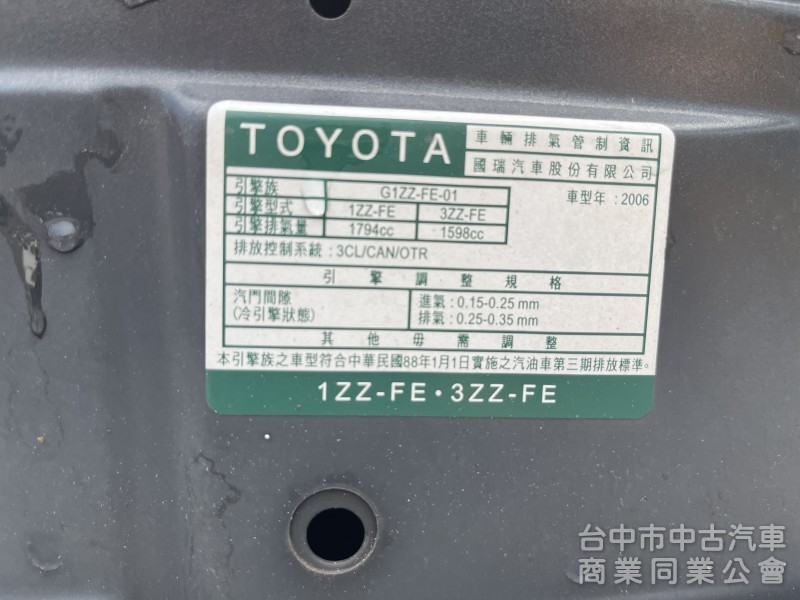 TOYOTA
車輛排氣管制資訊
國瑞汽車股份有限公司
引擎族 G1ZZ-FE-01
車型年:2006
引擎型式 1ZZ-FE 3ZZ-FE
引擎排氣量 1794cc 1598cc
排放控制系統:3CL/CAN/OTR
引擎調整規格
汽門間隙 進氣:0.15-0.25 mm
(冷引擎狀態) 排氣:0.25-0.35 mm
其他毋需調整
本引擎族之車型符合中華民國88年1月1日實施之汽油車第三期排放標準。
1ZZ-FE・3ZZ-FE
台中市中古汽車
商業同業公會